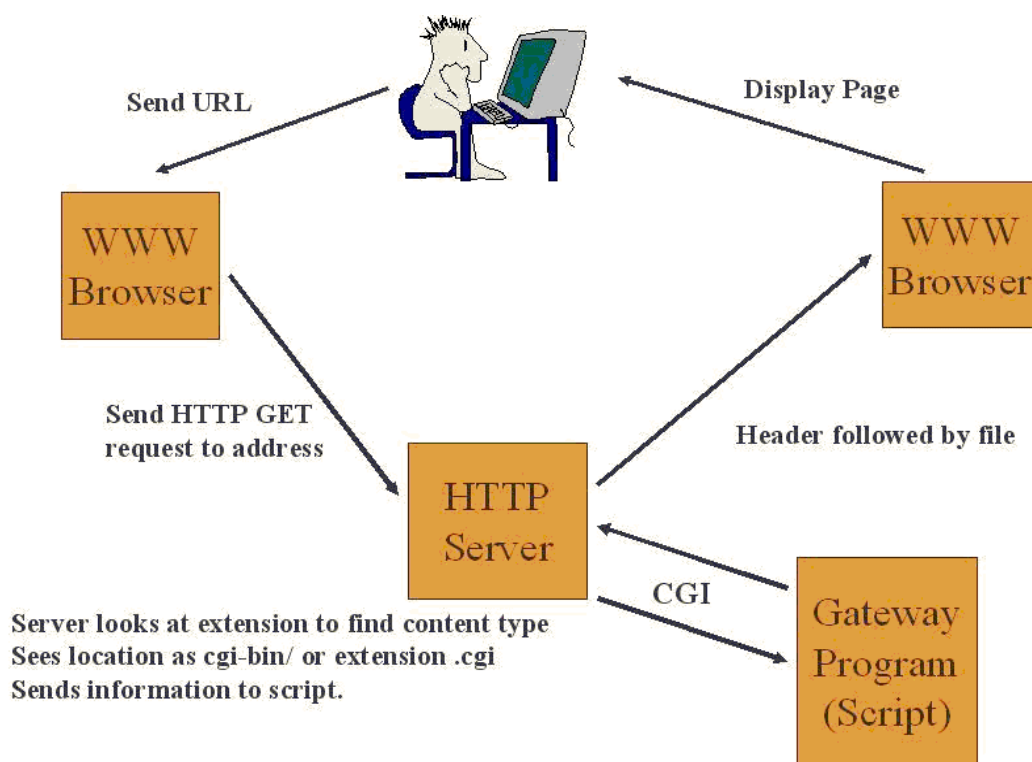 Send URL
Display Page
WWW
Browser
WWW
Browser
Send HTTP GET
request to address
Header followed by file
HTTP
Server
CGI
Gateway
Program
(Script)
Server looks at extension to find content type
Sees location as cgi-bin/ or extension .cgi
Sends information to script.